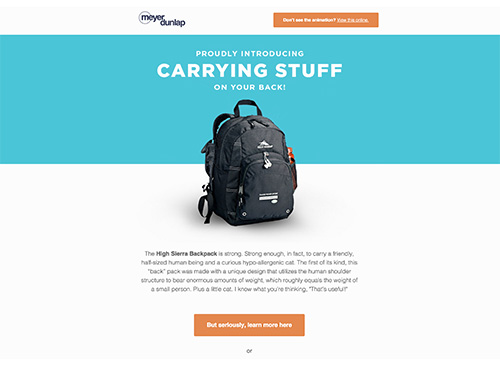 meyer
dunlap
Don't see the animation? View this online.
PROUDLY INTRODUCING
CARRYING STUFF
ON YOUR BACK!
The High Sierra Backpack is strong. Strong enough, in fact, to carry a friendly,
half-sized human being and a curious hypo-allergenic cat. The first of its kind, this
"back" pack was made with a unique design that utilizes the human shoulder
structure to bear enormous amounts of weight, which roughly equals the weight of
a small person. Plus a little cat. I know what you're thinking, "That's useful!"
But seriously, learn more here
or